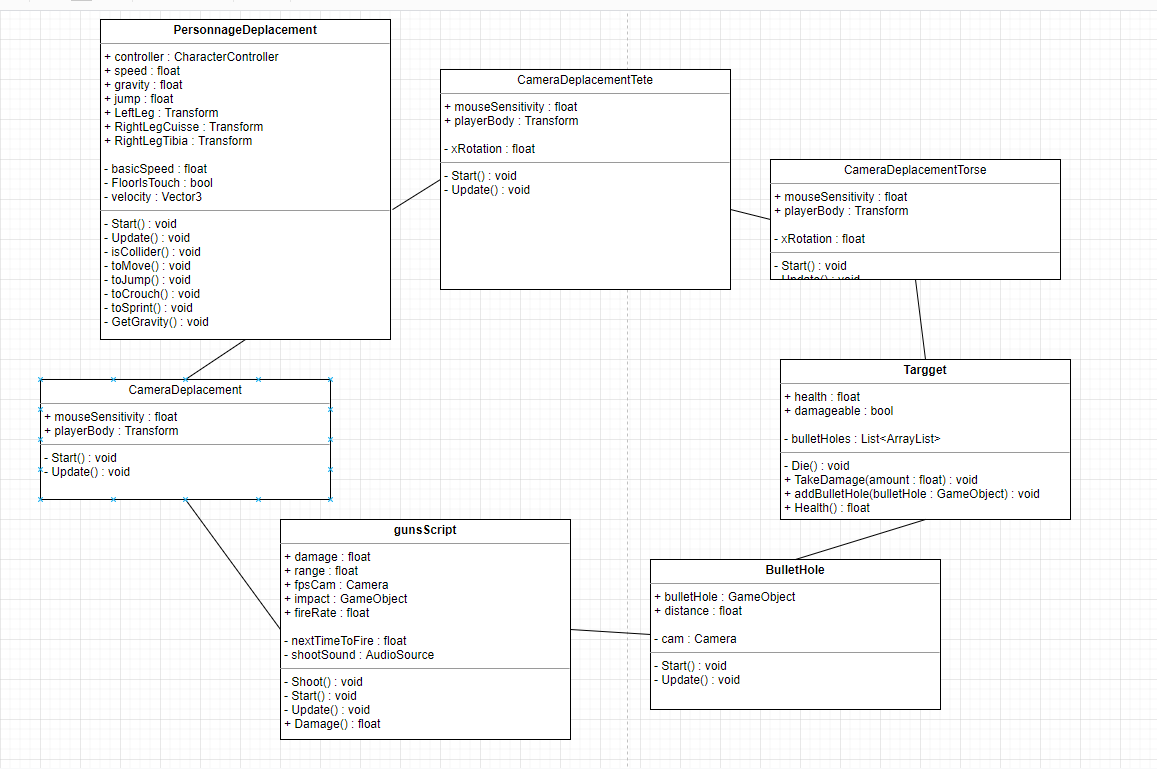 PersonnageDeplacement
+ controller : CharacterController
+ speed : float
+ gravity : float
+ jump : float
+ LeftLeg : Transform
+ RightLegCuisse : Transform
+ RightLegTibia : Transform
- basicSpeed : float
- FloorIsTouch : bool
- velocity : Vector3
- Start() : void
- Update() : void
- isCollider() : void
- toMove() : void
- toJump() : void
- toCrouch() : void
- toSprint() : void
- GetGravity() : void
CameraDeplacementTete
+ mouseSensitivity : float
+ playerBody : Transform
- xRotation : float
- Start() : void
- Update() : void
CameraDeplacementTorse
+ mouseSensitivity : float
+ playerBody : Transform
- xRotation : float
- Start() : void
- Update() : void
CameraDeplacement
+ mouseSensitivity : float
+ playerBody : Transform
- Start() : void
- Update() : void
Targget
+ health : float
+ damageable : bool
- bulletHoles : List<ArrayList>
- Die() : void
+ TakeDamage(amount : float) : void
+ addBulletHole(bulletHole : GameObject) : void
+ Health() : float
gunsScript
+ damage : float
+ range : float
+ fpsCam : Camera
+ impact : GameObject
+ fireRate : float
- nextTimeToFire : float
- shootSound : AudioSource
- Shoot() : void
- Start() : void
- Update() : void
+ Damage() : float
BulletHole
+ bulletHole : GameObject
+ distance : float
- cam : Camera
- Start() : void
- Update() : void